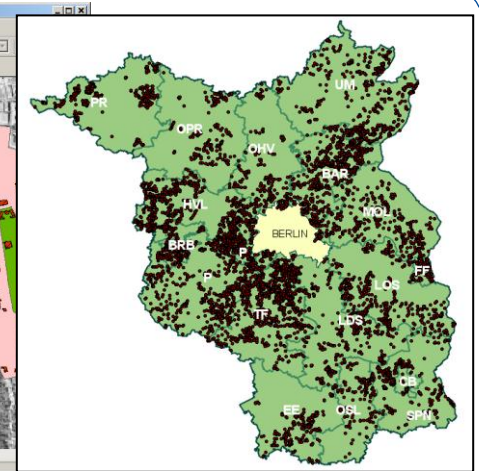 UM
PR
OPR
OHV
BAR
HVL
MOL
BERLIN
BRB
P
FF
P
LOS
TF
LDS
CB
EE
OSL
SPN